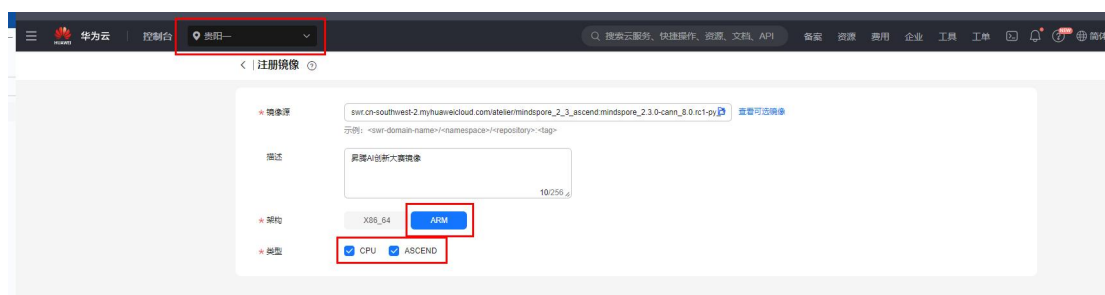 HUAWEI 华为云 控制台 贵阳一 搜索云服务、快捷操作、资源、文档、API 备案 资源 费用 企业 工具 工单 NEW 简体
注册镜像
* 镜像源 swr.cn-southwest-2.myhuaweicloud.com/atelier/mindspore_2_3_ascend:mindspore_2.3.0-cann_8.0.rc1-py 查看可选镜像
示例：<swr-domain-name>/<namespace>/<repository>:<tag>
描述 昇腾AI创新大赛镜像
10/256
* 架构 X86_64 ARM
* 类型 CPU ASCEND